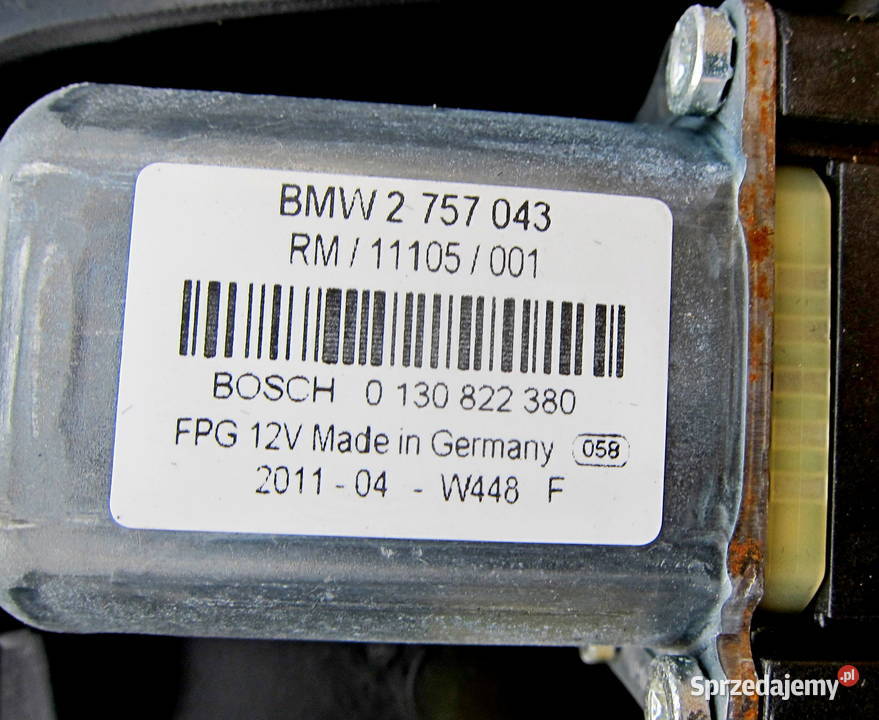 BMW 2 757 043
RM / 11105 / 001
BOSCH 0 130 822 380
FPG 12V Made in Germany 058
2011 - 04 - W448 F
Sprzedajemy.pl